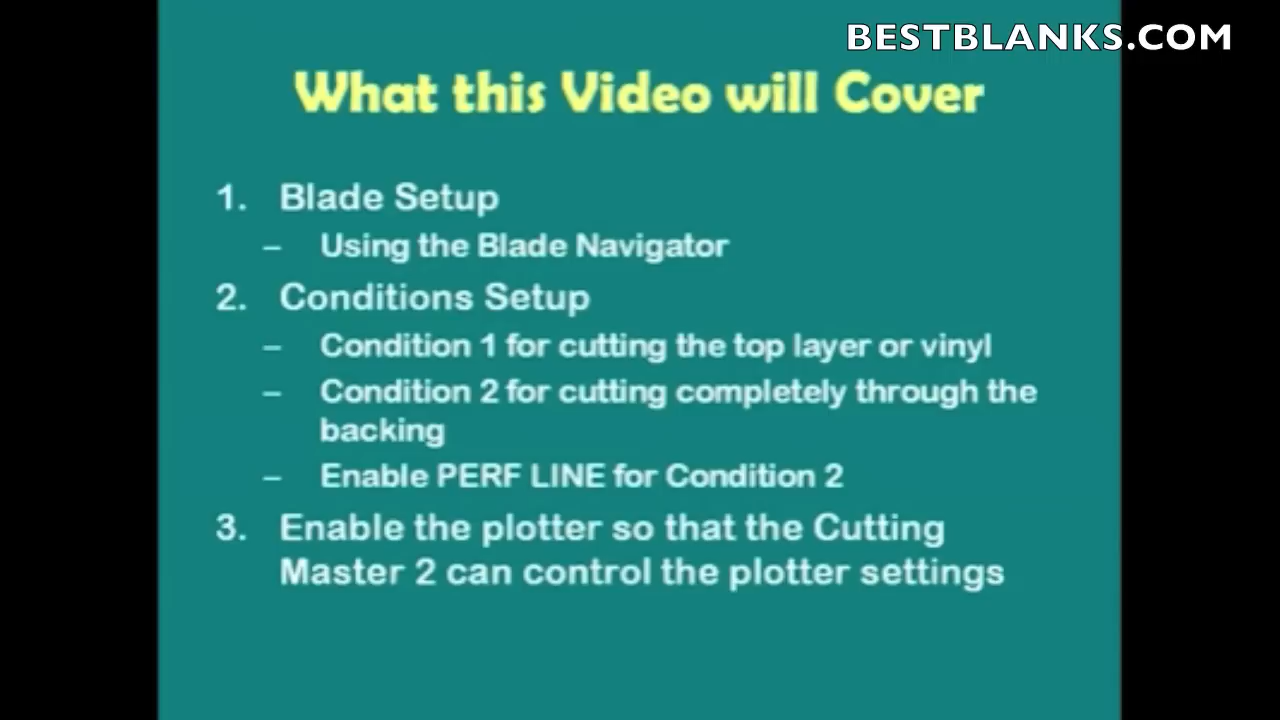 BESTBLANKS.COM
What this Video will Cover
1. Blade Setup
– Using the Blade Navigator
2. Conditions Setup
– Condition 1 for cutting the top layer or vinyl
– Condition 2 for cutting completely through the
backing
– Enable PERF LINE for Condition 2
3. Enable the plotter so that the Cutting
Master 2 can control the plotter settings